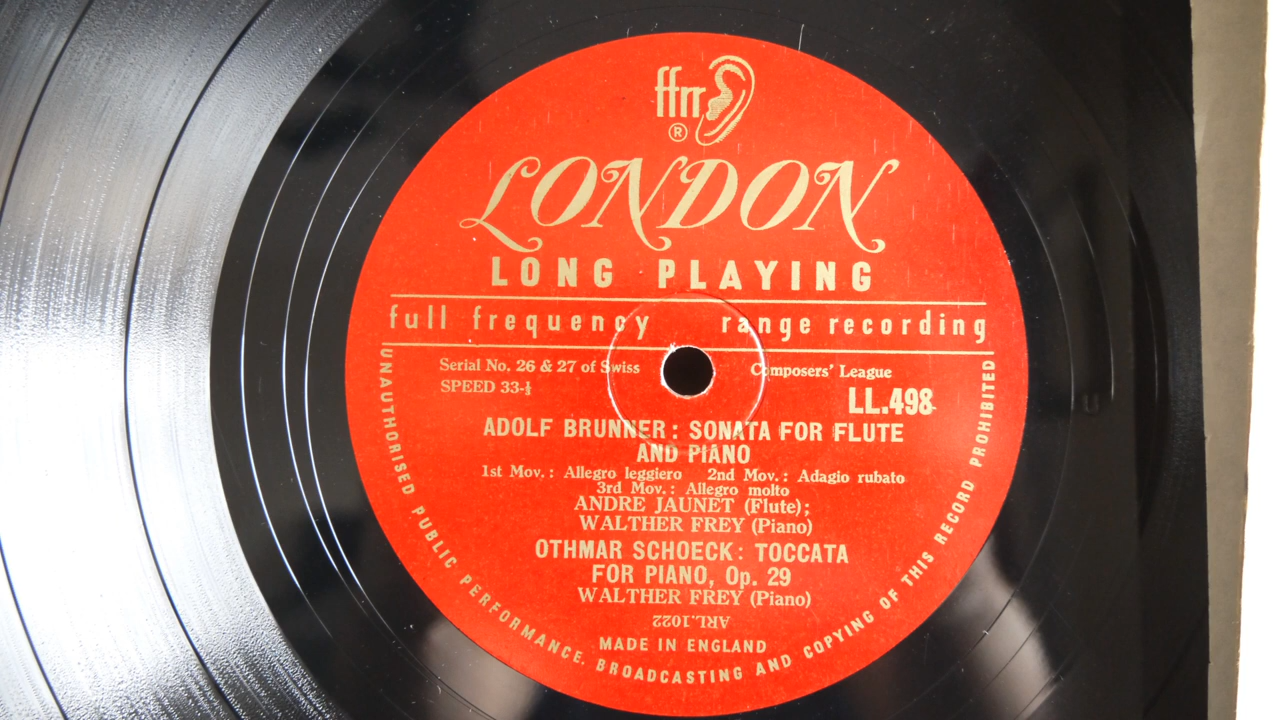 ffrr
®
LONDON
LONG PLAYING
full frequency range recording
Serial No. 26 & 27 of Swiss Composers' League
SPEED 33-⅓
LL.498
ADOLF BRUNNER: SONATA FOR FLUTE
AND PIANO
1st Mov.: Allegro leggiero 2nd Mov.: Adagio rubato
3rd Mov.: Allegro molto
ANDRE JAUNET (Flute);
WALTHER FREY (Piano)
OTHMAR SCHOECK: TOCCATA
FOR PIANO, Op. 29
WALTHER FREY (Piano)
ARL.1022
MADE IN ENGLAND
UNAUTHORISED PUBLIC PERFORMANCE, BROADCASTING AND COPYING OF THIS RECORD PROHIBITED